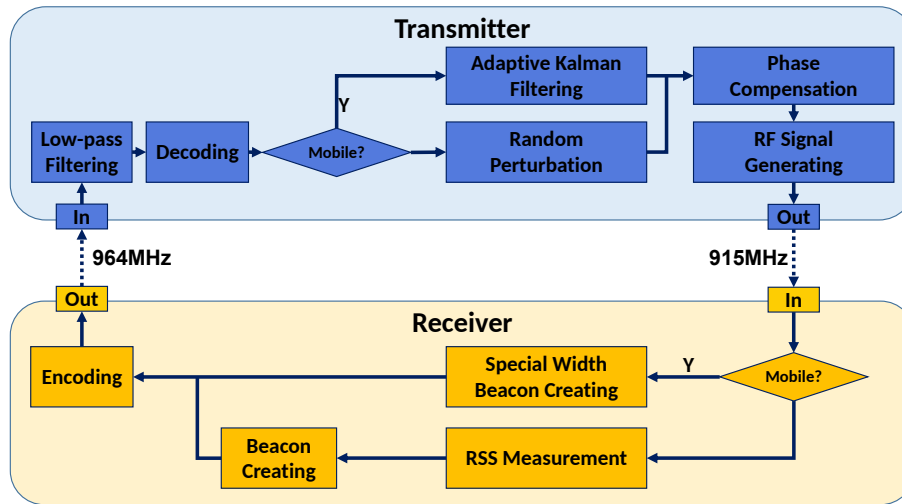 Transmitter
Adaptive Kalman
Filtering
Phase
Compensation
Y
Low-pass
Filtering
Decoding
Mobile?
Random
Perturbation
RF Signal
Generating
In
Out
964MHz
915MHz
Out
In
Receiver
Encoding
Special Width
Beacon Creating
Y
Mobile?
Beacon
Creating
RSS Measurement